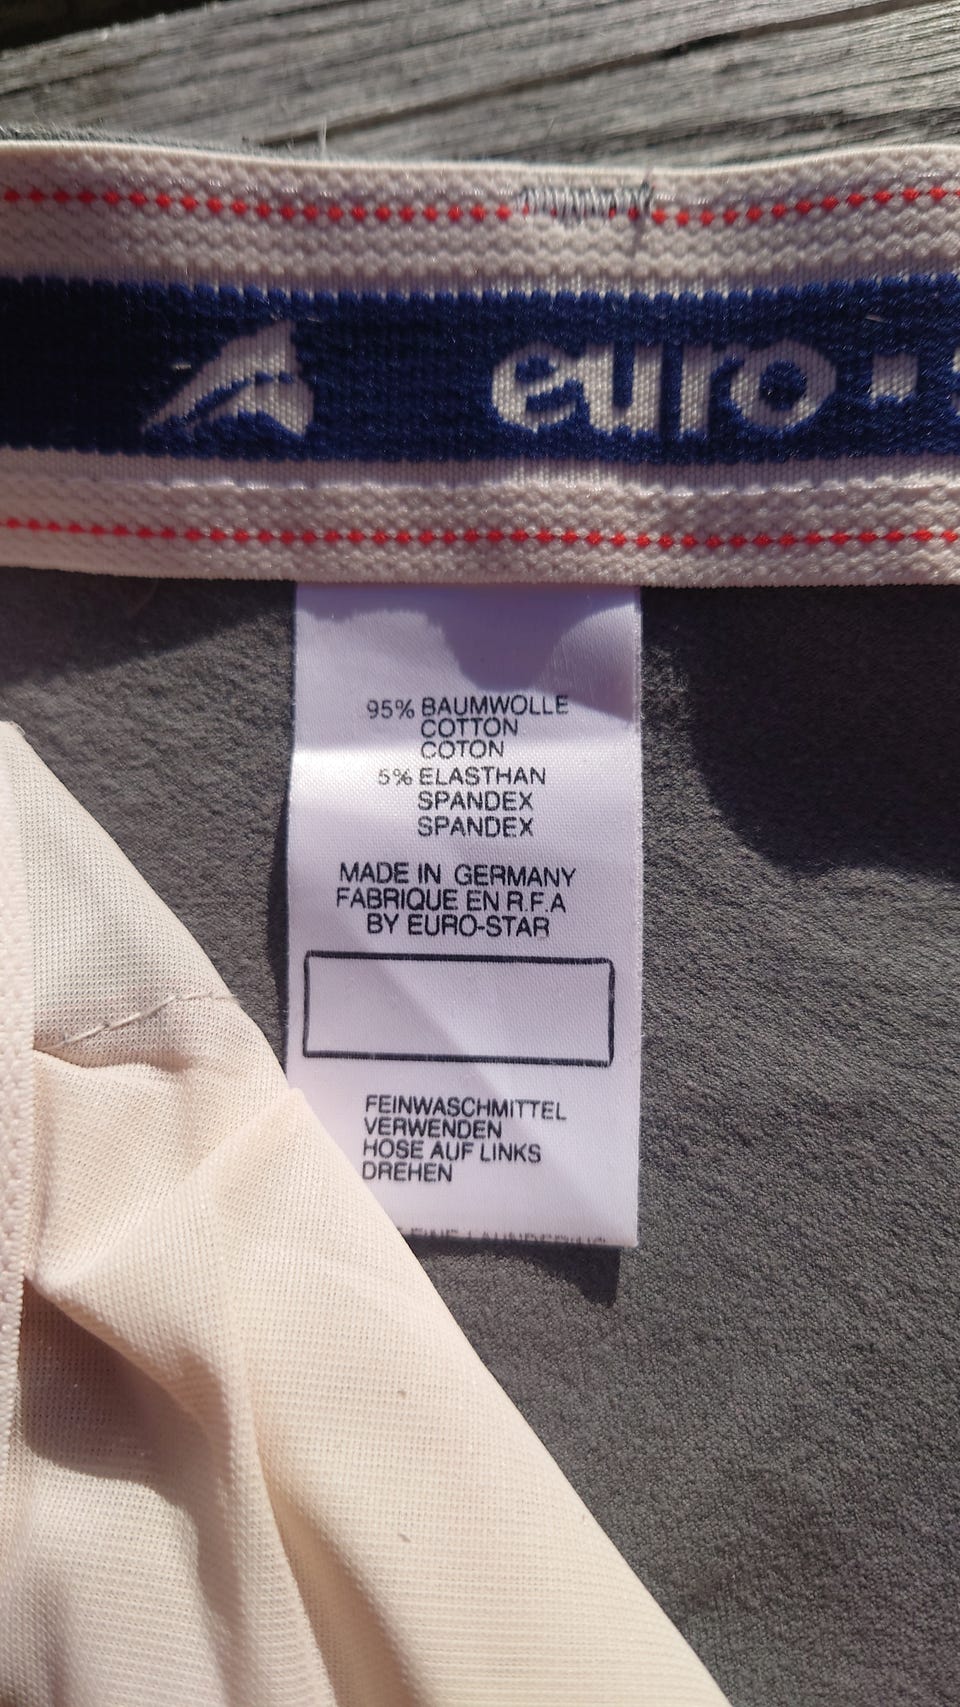 euro-
95% BAUMWOLLE
COTTON
COTON
5% ELASTHAN
SPANDEX
SPANDEX
MADE IN GERMANY
FABRIQUE EN R.F.A
BY EURO-STAR
FEINWASCHMITTEL
VERWENDEN
HOSE AUF LINKS
DREHEN